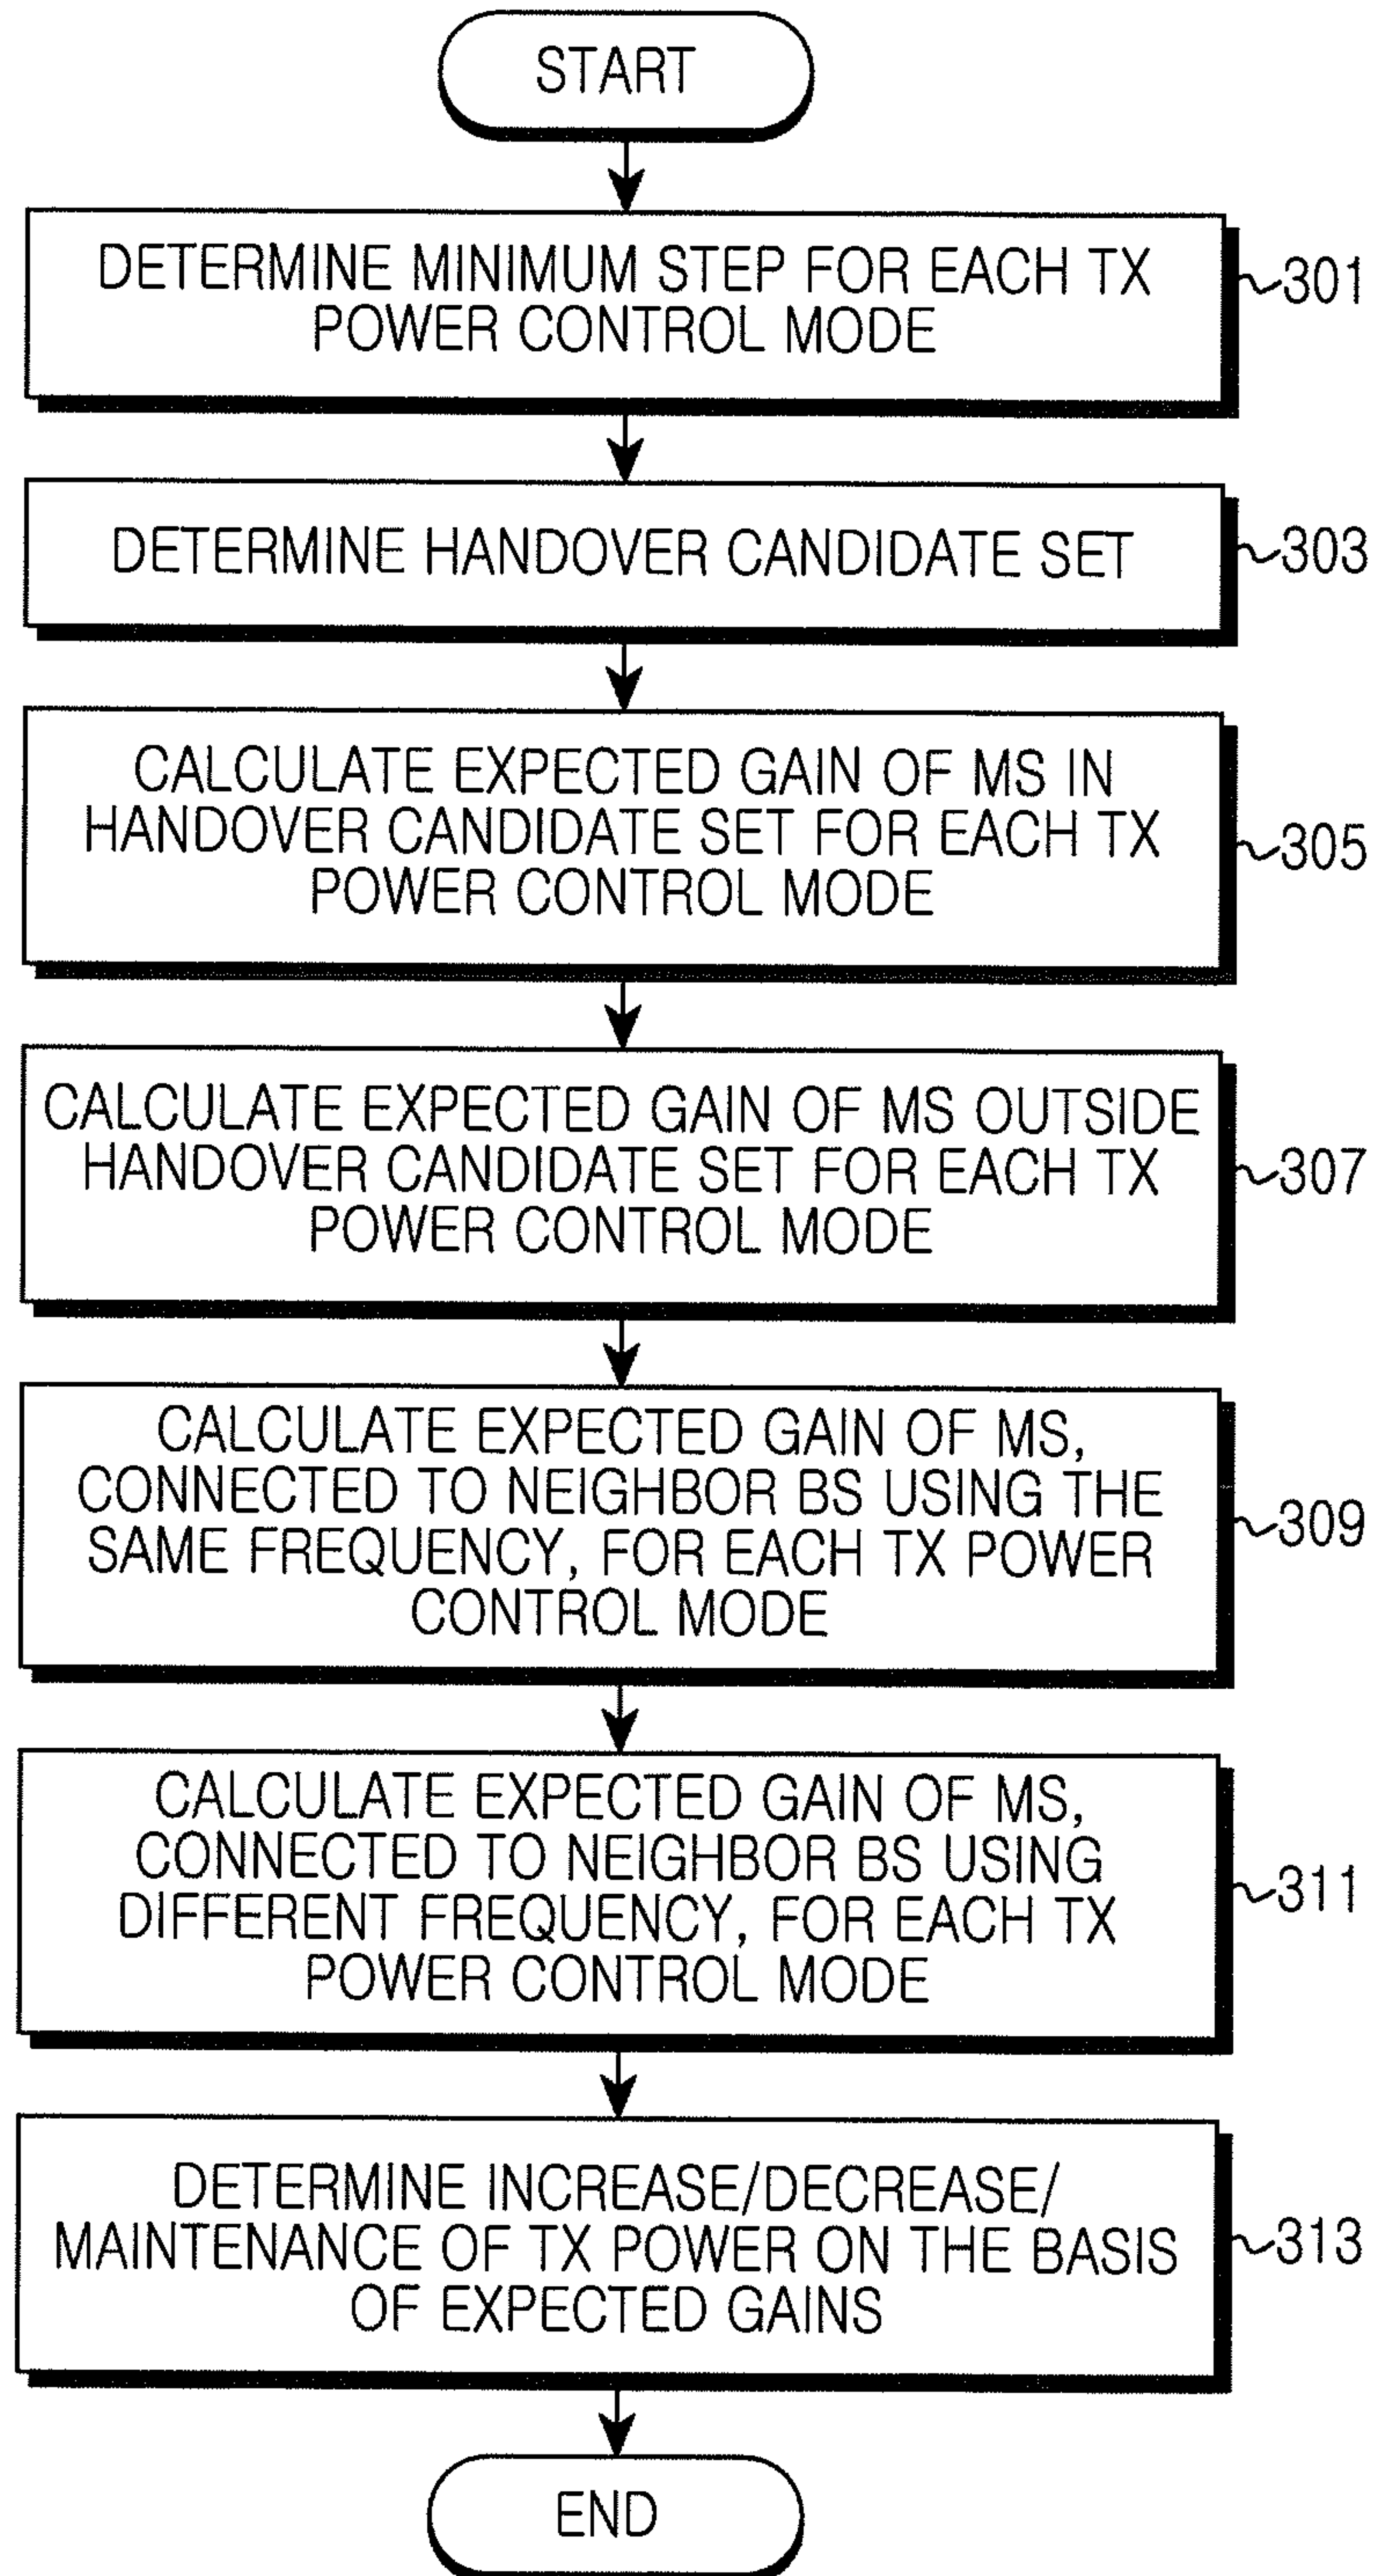 START
DETERMINE MINIMUM STEP FOR EACH TX
POWER CONTROL MODE
301
DETERMINE HANDOVER CANDIDATE SET
303
CALCULATE EXPECTED GAIN OF MS IN
HANDOVER CANDIDATE SET FOR EACH TX
POWER CONTROL MODE
305
CALCULATE EXPECTED GAIN OF MS OUTSIDE
HANDOVER CANDIDATE SET FOR EACH TX
POWER CONTROL MODE
307
CALCULATE EXPECTED GAIN OF MS,
CONNECTED TO NEIGHBOR BS USING THE
SAME FREQUENCY, FOR EACH TX POWER
CONTROL MODE
309
CALCULATE EXPECTED GAIN OF MS,
CONNECTED TO NEIGHBOR BS USING
DIFFERENT FREQUENCY, FOR EACH TX
POWER CONTROL MODE
311
DETERMINE INCREASE/DECREASE/
MAINTENANCE OF TX POWER ON THE BASIS
OF EXPECTED GAINS
313
END